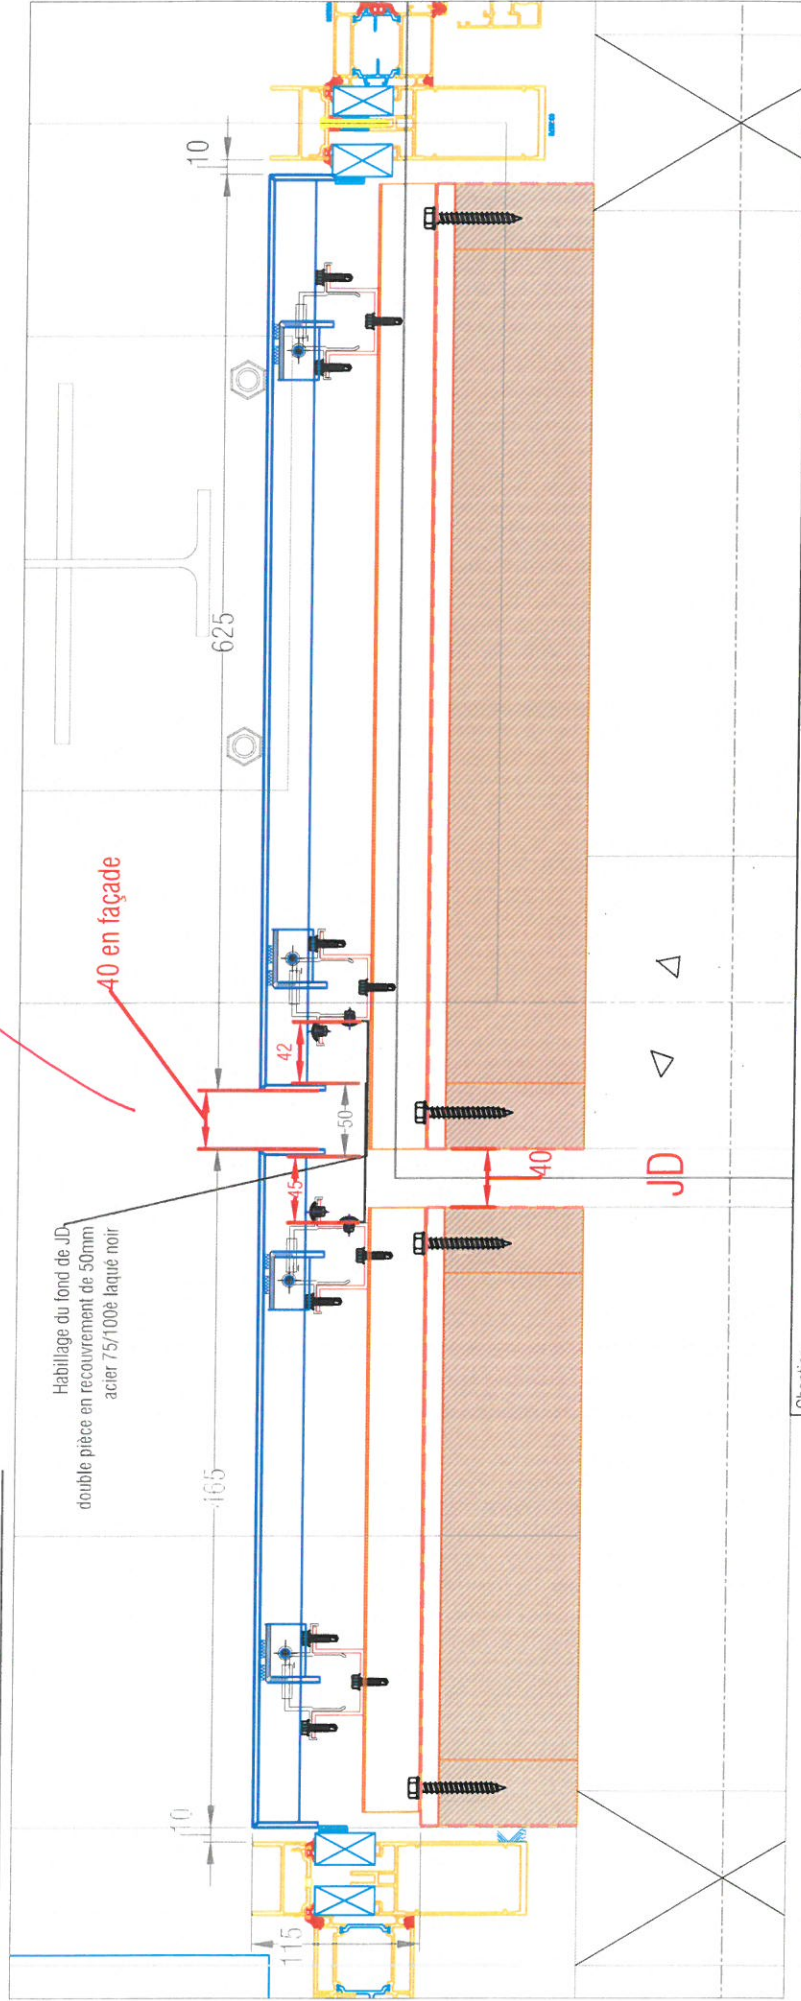 10
625
40 en façade
42
50
45
40
JD
Habillage du fond de JD
double pièce en recouvrement de 50mm
acier 75/100è laqué noir
465
10
115